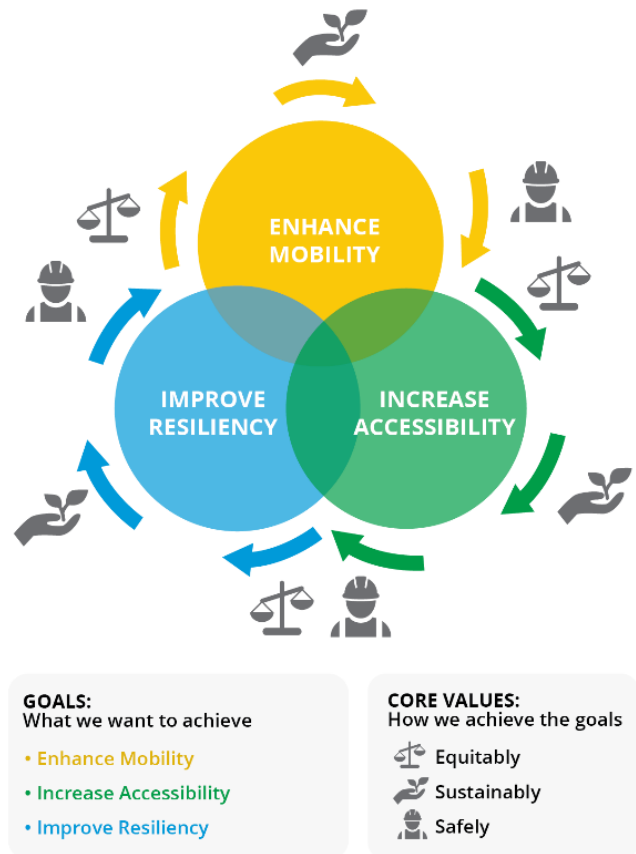 ENHANCE
MOBILITY
IMPROVE
RESILIENCY
INCREASE
ACCESSIBILITY
GOALS:
What we want to achieve
• Enhance Mobility
• Increase Accessibility
• Improve Resiliency
CORE VALUES:
How we achieve the goals
Equitably
Sustainably
Safely